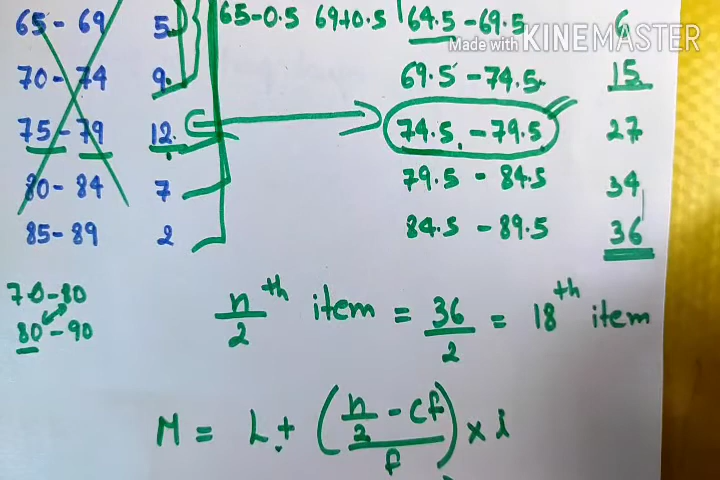 65 - 69 5 65-0.5 69+0.5 64.5 - 69.5 6
Made with KINEMASTER
70 - 74 9 69.5 - 74.5 15
75 - 79 12 74.5 - 79.5 27
80 - 84 7 79.5 - 84.5 34
85 - 89 2 84.5 - 89.5 36
70-80
80-90
n/2 th item = 36/2 = 18th item
M = L + ( (n/2 - cf) / f ) × i